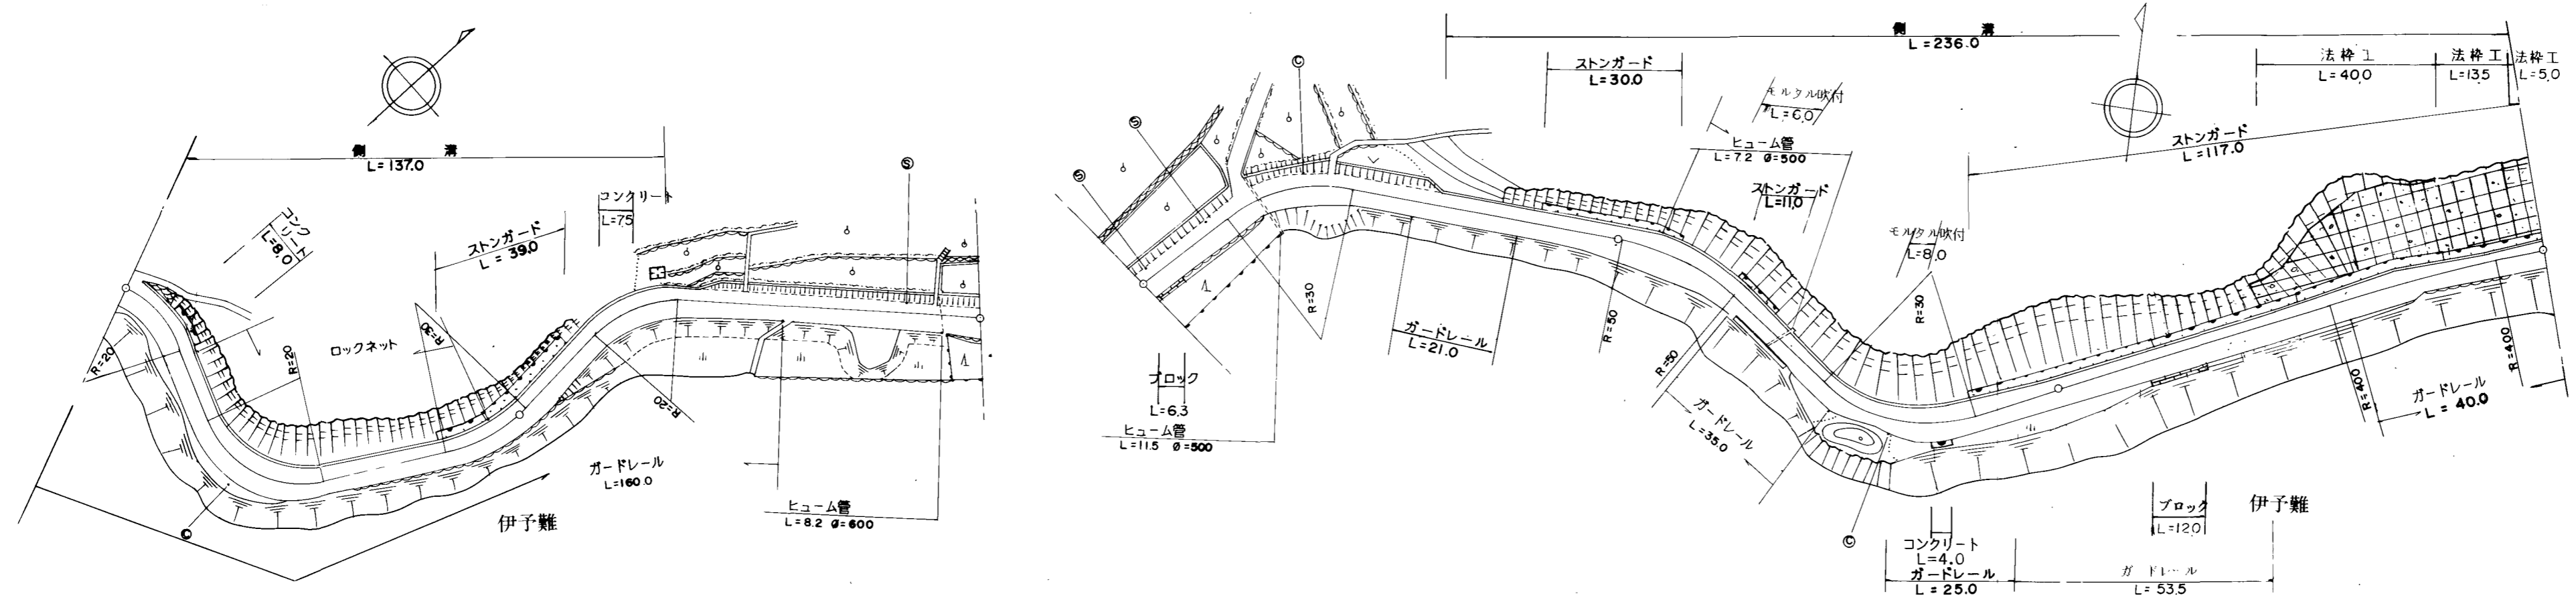 側 溝
L=137.0
コンクリート
L=8.0
ストンガード
L=39.0
コンクリート
L=7.5
Ⓢ
R=20
R=20
ロックネット
R=30
R=20
ガードレール
L=160.0
ヒューム管
L=8.2 Ø=600
伊予難
Ⓒ
側 溝
L=236.0
Ⓒ
Ⓢ
Ⓢ
ストンガード
L=30.0
モルタル吹付
L=6.0
ヒューム管
L=7.2 Ø=500
ストンガード
L=11.0
モルタル吹付
L=8.0
法枠工
L=40.0
法枠工
L=13.5
法枠工
L=5.0
ストンガード
L=117.0
R=30
ガードレール
L=21.0
R=50
R=50
R=30
ブロック
L=6.3
ヒューム管
L=11.5 Ø=500
ガードレール
L=35.0
R=400
R=400
ガードレール
L=40.0
Ⓒ
コンクリート
L=4.0
ガードレール
L=25.0
ブロック
L=12.0
伊予難
ガードレール
L=53.5